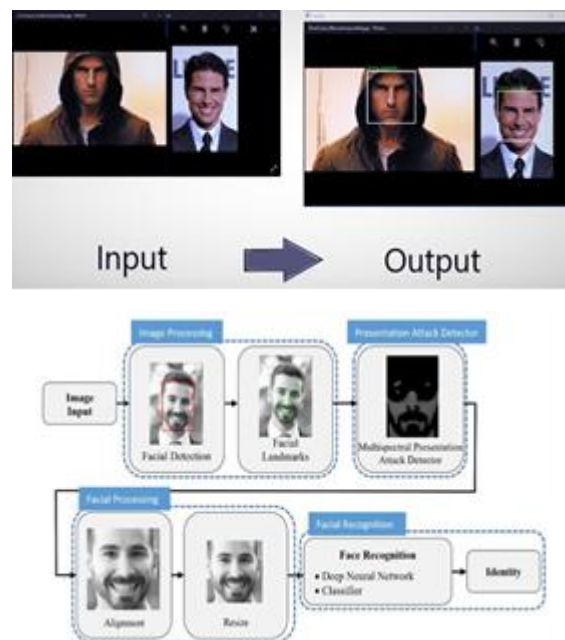 Input
Output
Image Processing
Presentation Attack Detector
Image
Input
Facial Detection
Facial
Landmarks
Multispectral Presentation
Attack Detector
Facial Processing
Facial Recognition
Alignment
Resize
Face Recognition
• Deep Neural Network
• Classifier
Identity